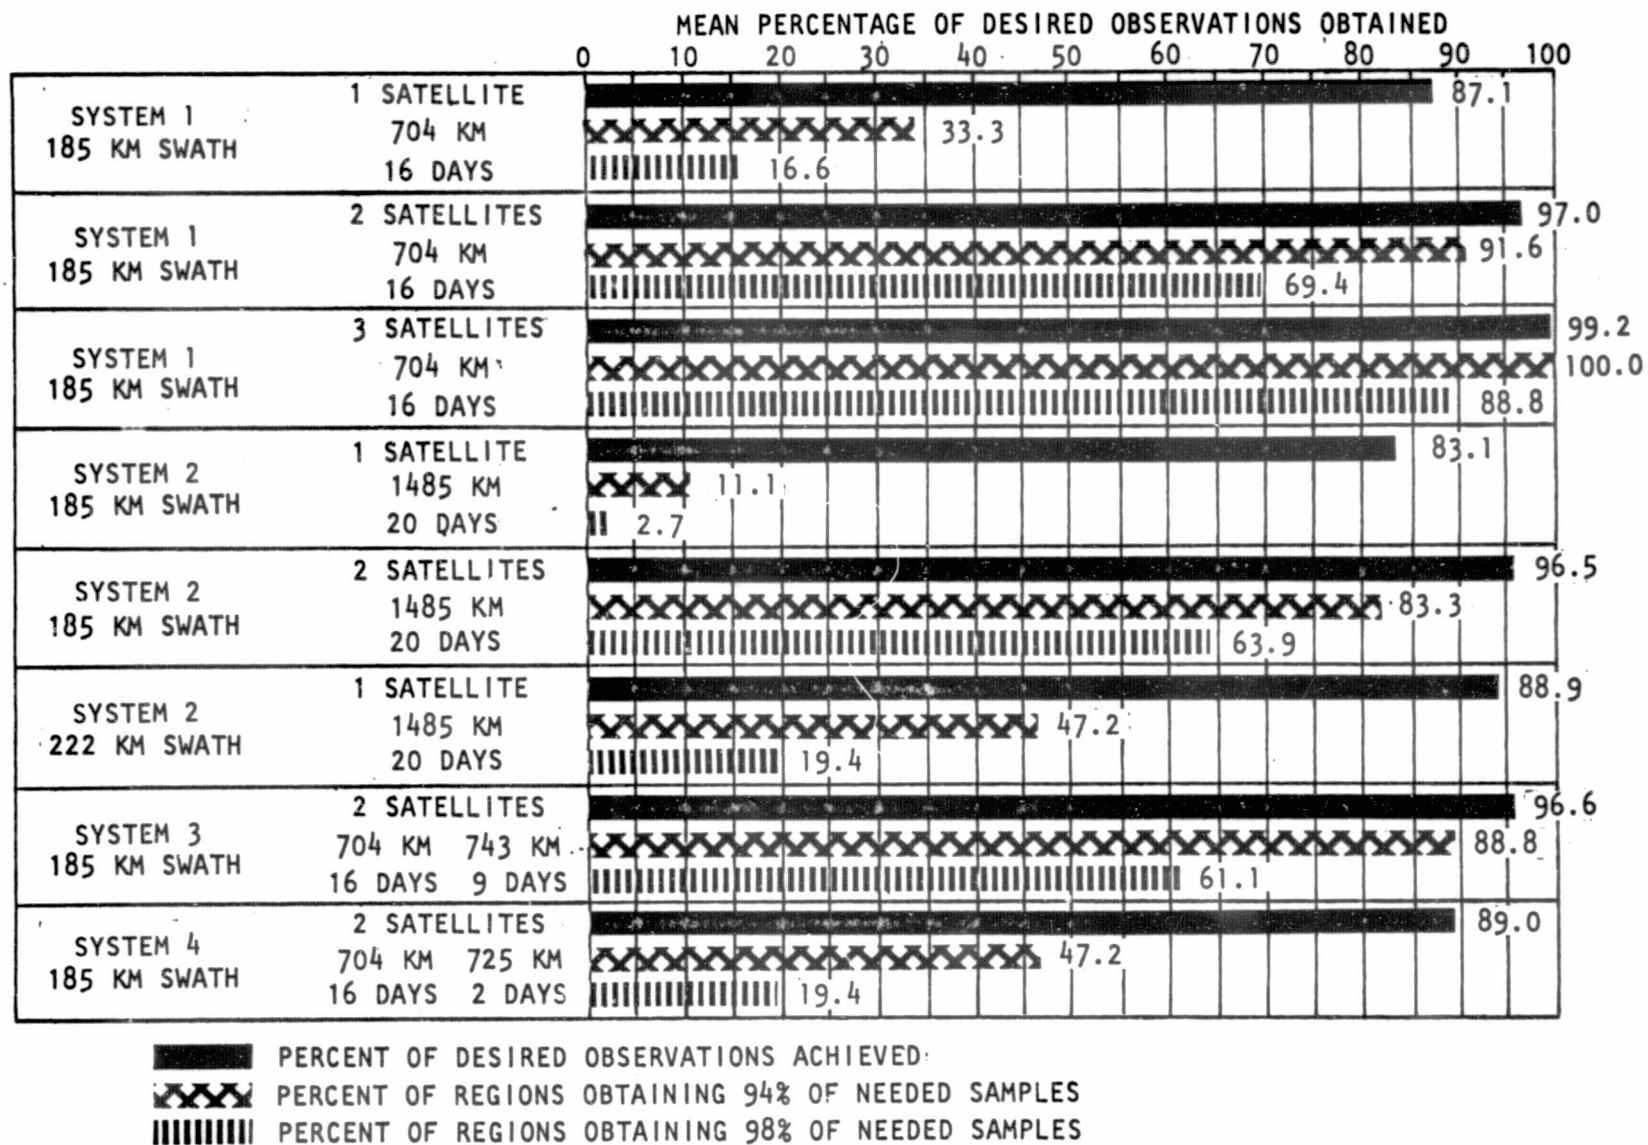 MEAN PERCENTAGE OF DESIRED OBSERVATIONS OBTAINED
0 10 20 30 40 50 60 70 80 90 100
SYSTEM 1
185 KM SWATH
1 SATELLITE
704 KM
16 DAYS
87.1
33.3
16.6
SYSTEM 1
185 KM SWATH
2 SATELLITES
704 KM
16 DAYS
97.0
91.6
69.4
SYSTEM 1
185 KM SWATH
3 SATELLITES
704 KM
16 DAYS
99.2
100.0
88.8
SYSTEM 2
185 KM SWATH
1 SATELLITE
1485 KM
20 DAYS
83.1
11.1
2.7
SYSTEM 2
185 KM SWATH
2 SATELLITES
1485 KM
20 DAYS
96.5
83.3
63.9
SYSTEM 2
222 KM SWATH
1 SATELLITE
1485 KM
20 DAYS
88.9
47.2
19.4
SYSTEM 3
185 KM SWATH
2 SATELLITES
704 KM 743 KM
16 DAYS 9 DAYS
96.6
88.8
61.1
SYSTEM 4
185 KM SWATH
2 SATELLITES
704 KM 725 KM
16 DAYS 2 DAYS
89.0
47.2
19.4
PERCENT OF DESIRED OBSERVATIONS ACHIEVED
PERCENT OF REGIONS OBTAINING 94% OF NEEDED SAMPLES
PERCENT OF REGIONS OBTAINING 98% OF NEEDED SAMPLES